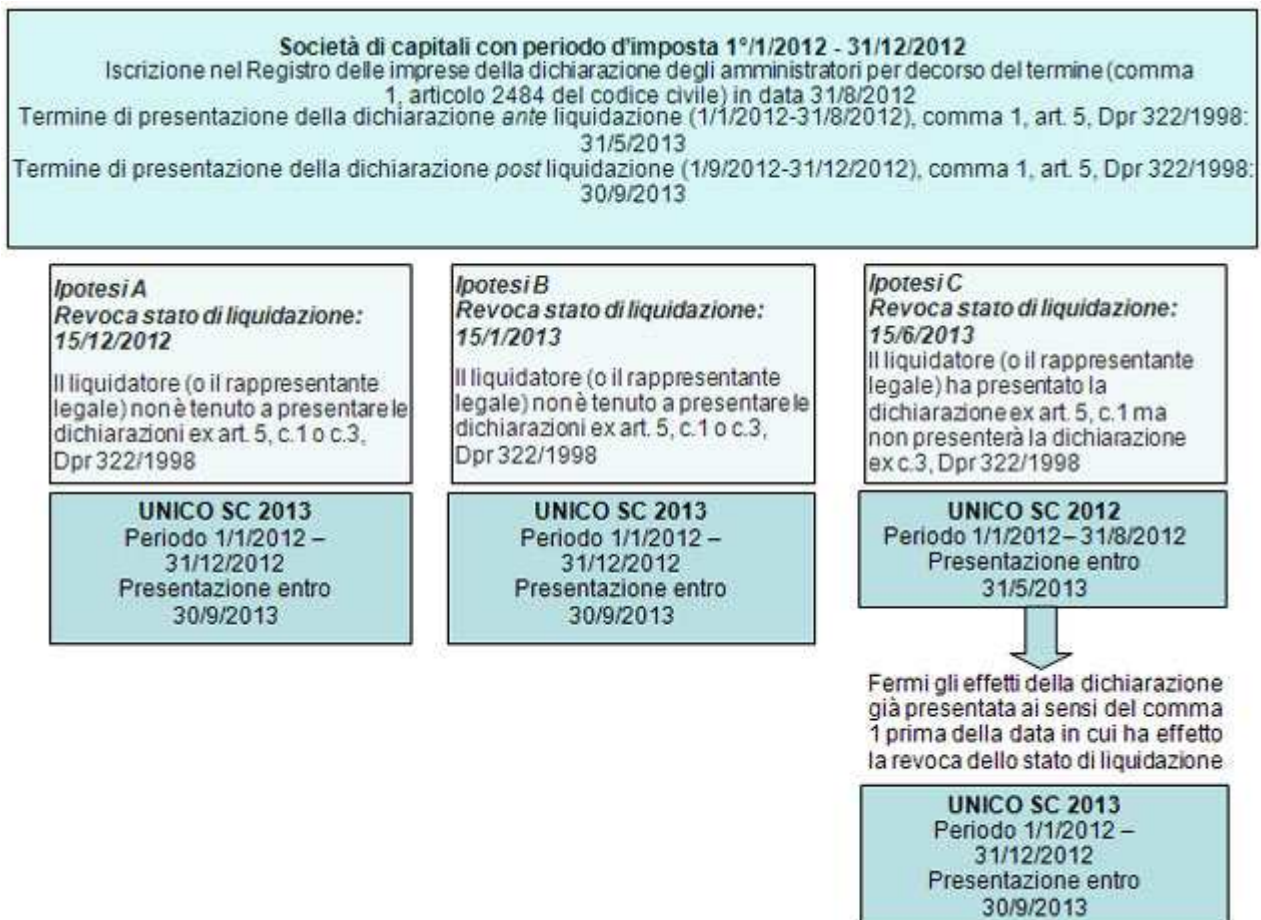 Società di capitali con periodo d'imposta 1°/1/2012 - 31/12/2012
Iscrizione nel Registro delle imprese della dichiarazione degli amministratori per decorso del termine (comma
1, articolo 2484 del codice civile) in data 31/8/2012
Termine di presentazione della dichiarazione ante liquidazione (1/1/2012-31/8/2012), comma 1, art. 5, Dpr 322/1998:
31/5/2013
Termine di presentazione della dichiarazione post liquidazione (1/9/2012-31/12/2012), comma 1, art. 5, Dpr 322/1998:
30/9/2013
Ipotesi A
Revoca stato di liquidazione:
15/12/2012
Il liquidatore (o il rappresentante
legale) non è tenuto a presentare le
dichiarazioni ex art. 5, c.1 o c.3,
Dpr 322/1998
UNICO SC 2013
Periodo 1/1/2012 –
31/12/2012
Presentazione entro
30/9/2013
Ipotesi B
Revoca stato di liquidazione:
15/1/2013
Il liquidatore (o il rappresentante
legale) non è tenuto a presentare le
dichiarazioni ex art. 5, c.1 o c.3,
Dpr 322/1998
UNICO SC 2013
Periodo 1/1/2012 –
31/12/2012
Presentazione entro
30/9/2013
Ipotesi C
Revoca stato di liquidazione:
15/6/2013
Il liquidatore (o il rappresentante
legale) ha presentato la
dichiarazione ex art. 5, c.1 ma
non presenterà la dichiarazione
ex c.3, Dpr 322/1998
UNICO SC 2012
Periodo 1/1/2012 – 31/8/2012
Presentazione entro
31/5/2013
Fermi gli effetti della dichiarazione
già presentata ai sensi del comma
1 prima della data in cui ha effetto
la revoca dello stato di liquidazione
UNICO SC 2013
Periodo 1/1/2012 –
31/12/2012
Presentazione entro
30/9/2013